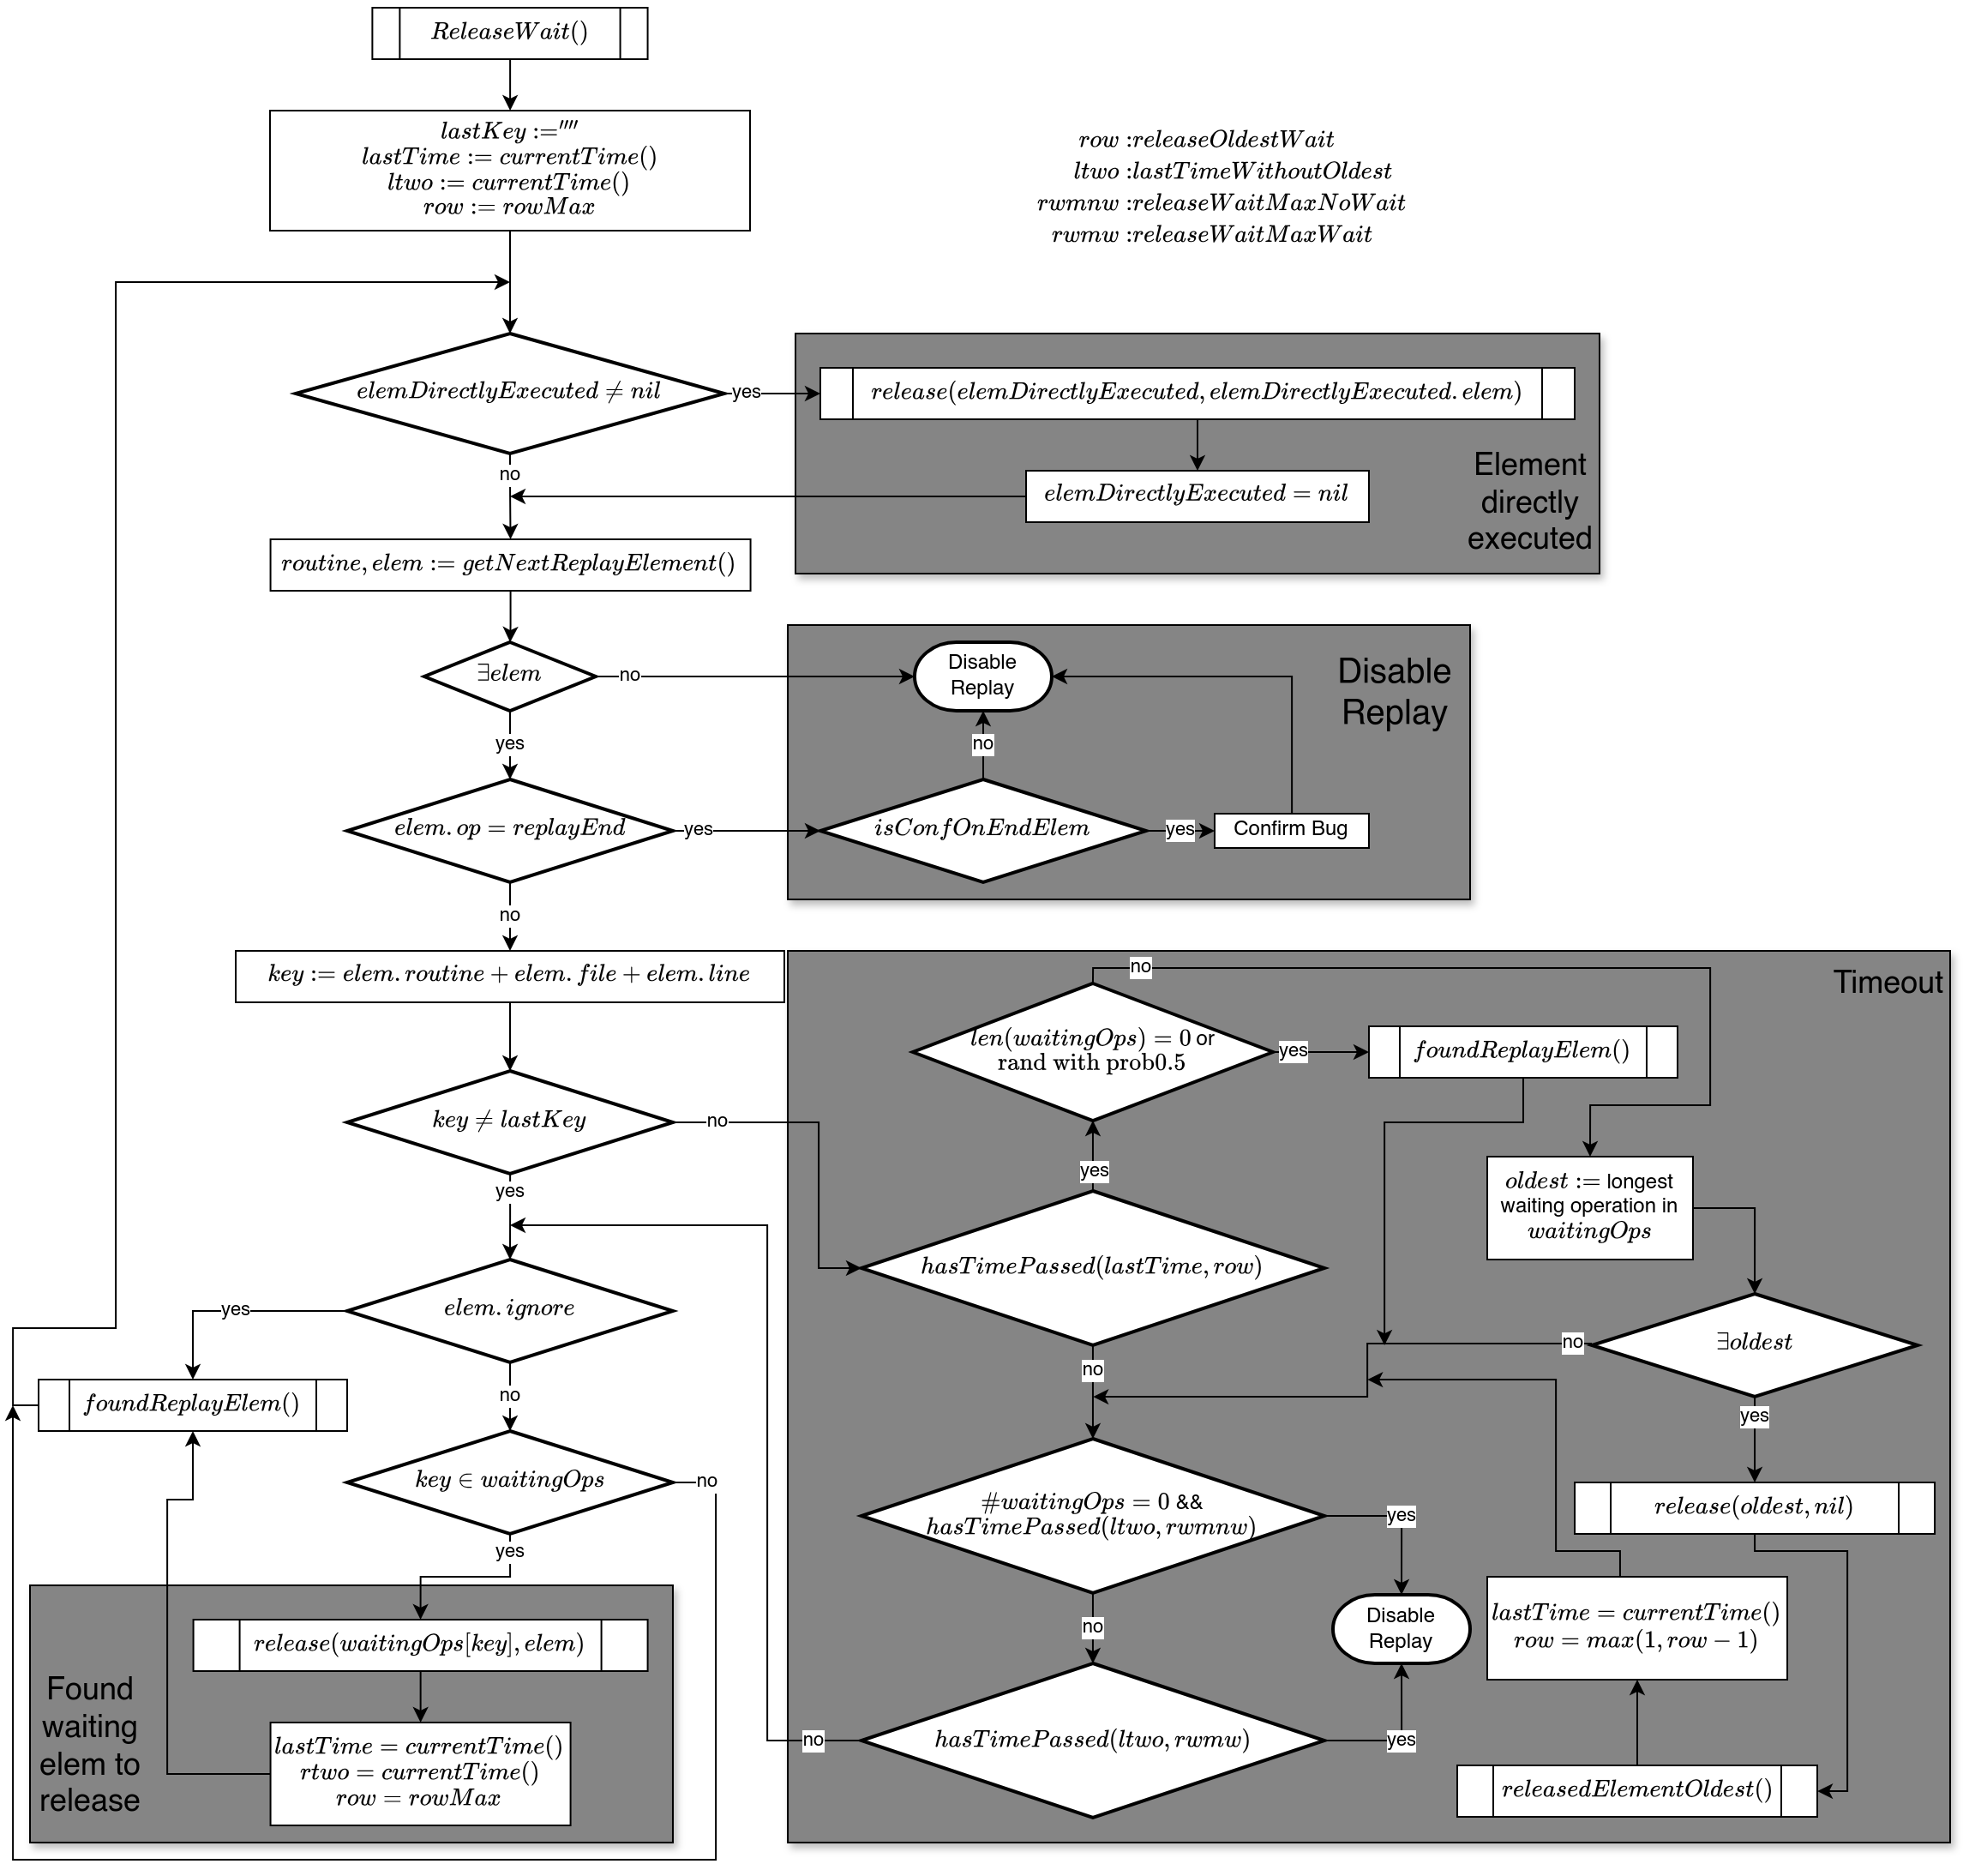 ReleaseWait()
lastKey :=""
lastTime := currentTime()
ltwo := currentTime()
row := rowMax
row : releaseOldestWait
ltwo : lastTimeWithoutOldest
rwmnw : releaseWaitMaxNoWait
rwmw : releaseWaitMaxWait
elemDirectlyExecuted ≠ nil
yes
release(elemDirectlyExecuted, elemDirectlyExecuted.elem)
no
elemDirectlyExecuted = nil
Element
directly
executed
routine, elem := getNextReplayElement()
∃elem
no
Disable
Replay
Disable
Replay
yes
no
elem.op = replayEnd
yes
isConfOnEndElem
yes
Confirm Bug
no
key := elem.routine + elem.file + elem.line
Timeout
no
len(waitingOps) = 0 or
rand with prob0.5
yes
foundReplayElem()
key ≠ lastKey
no
yes
yes
oldest := longest
waiting operation in
waitingOps
hasTimePassed(lastTime, row)
elem.ignore
yes
no
no
∃oldest
no
foundReplayElem()
no
yes
key ∈ waitingOps
no
#waitingOps = 0 &&
hasTimePassed(ltwo, rwmnw)
yes
release(oldest, nil)
yes
no
Disable
Replay
lastTime = currentTime()
row = max(1, row − 1)
release(waitingOps[key], elem)
Found
waiting
elem to
release
lastTime = currentTime()
rtwo = currentTime()
row = rowMax
no
hasTimePassed(ltwo, rwmw)
yes
releasedElementOldest()